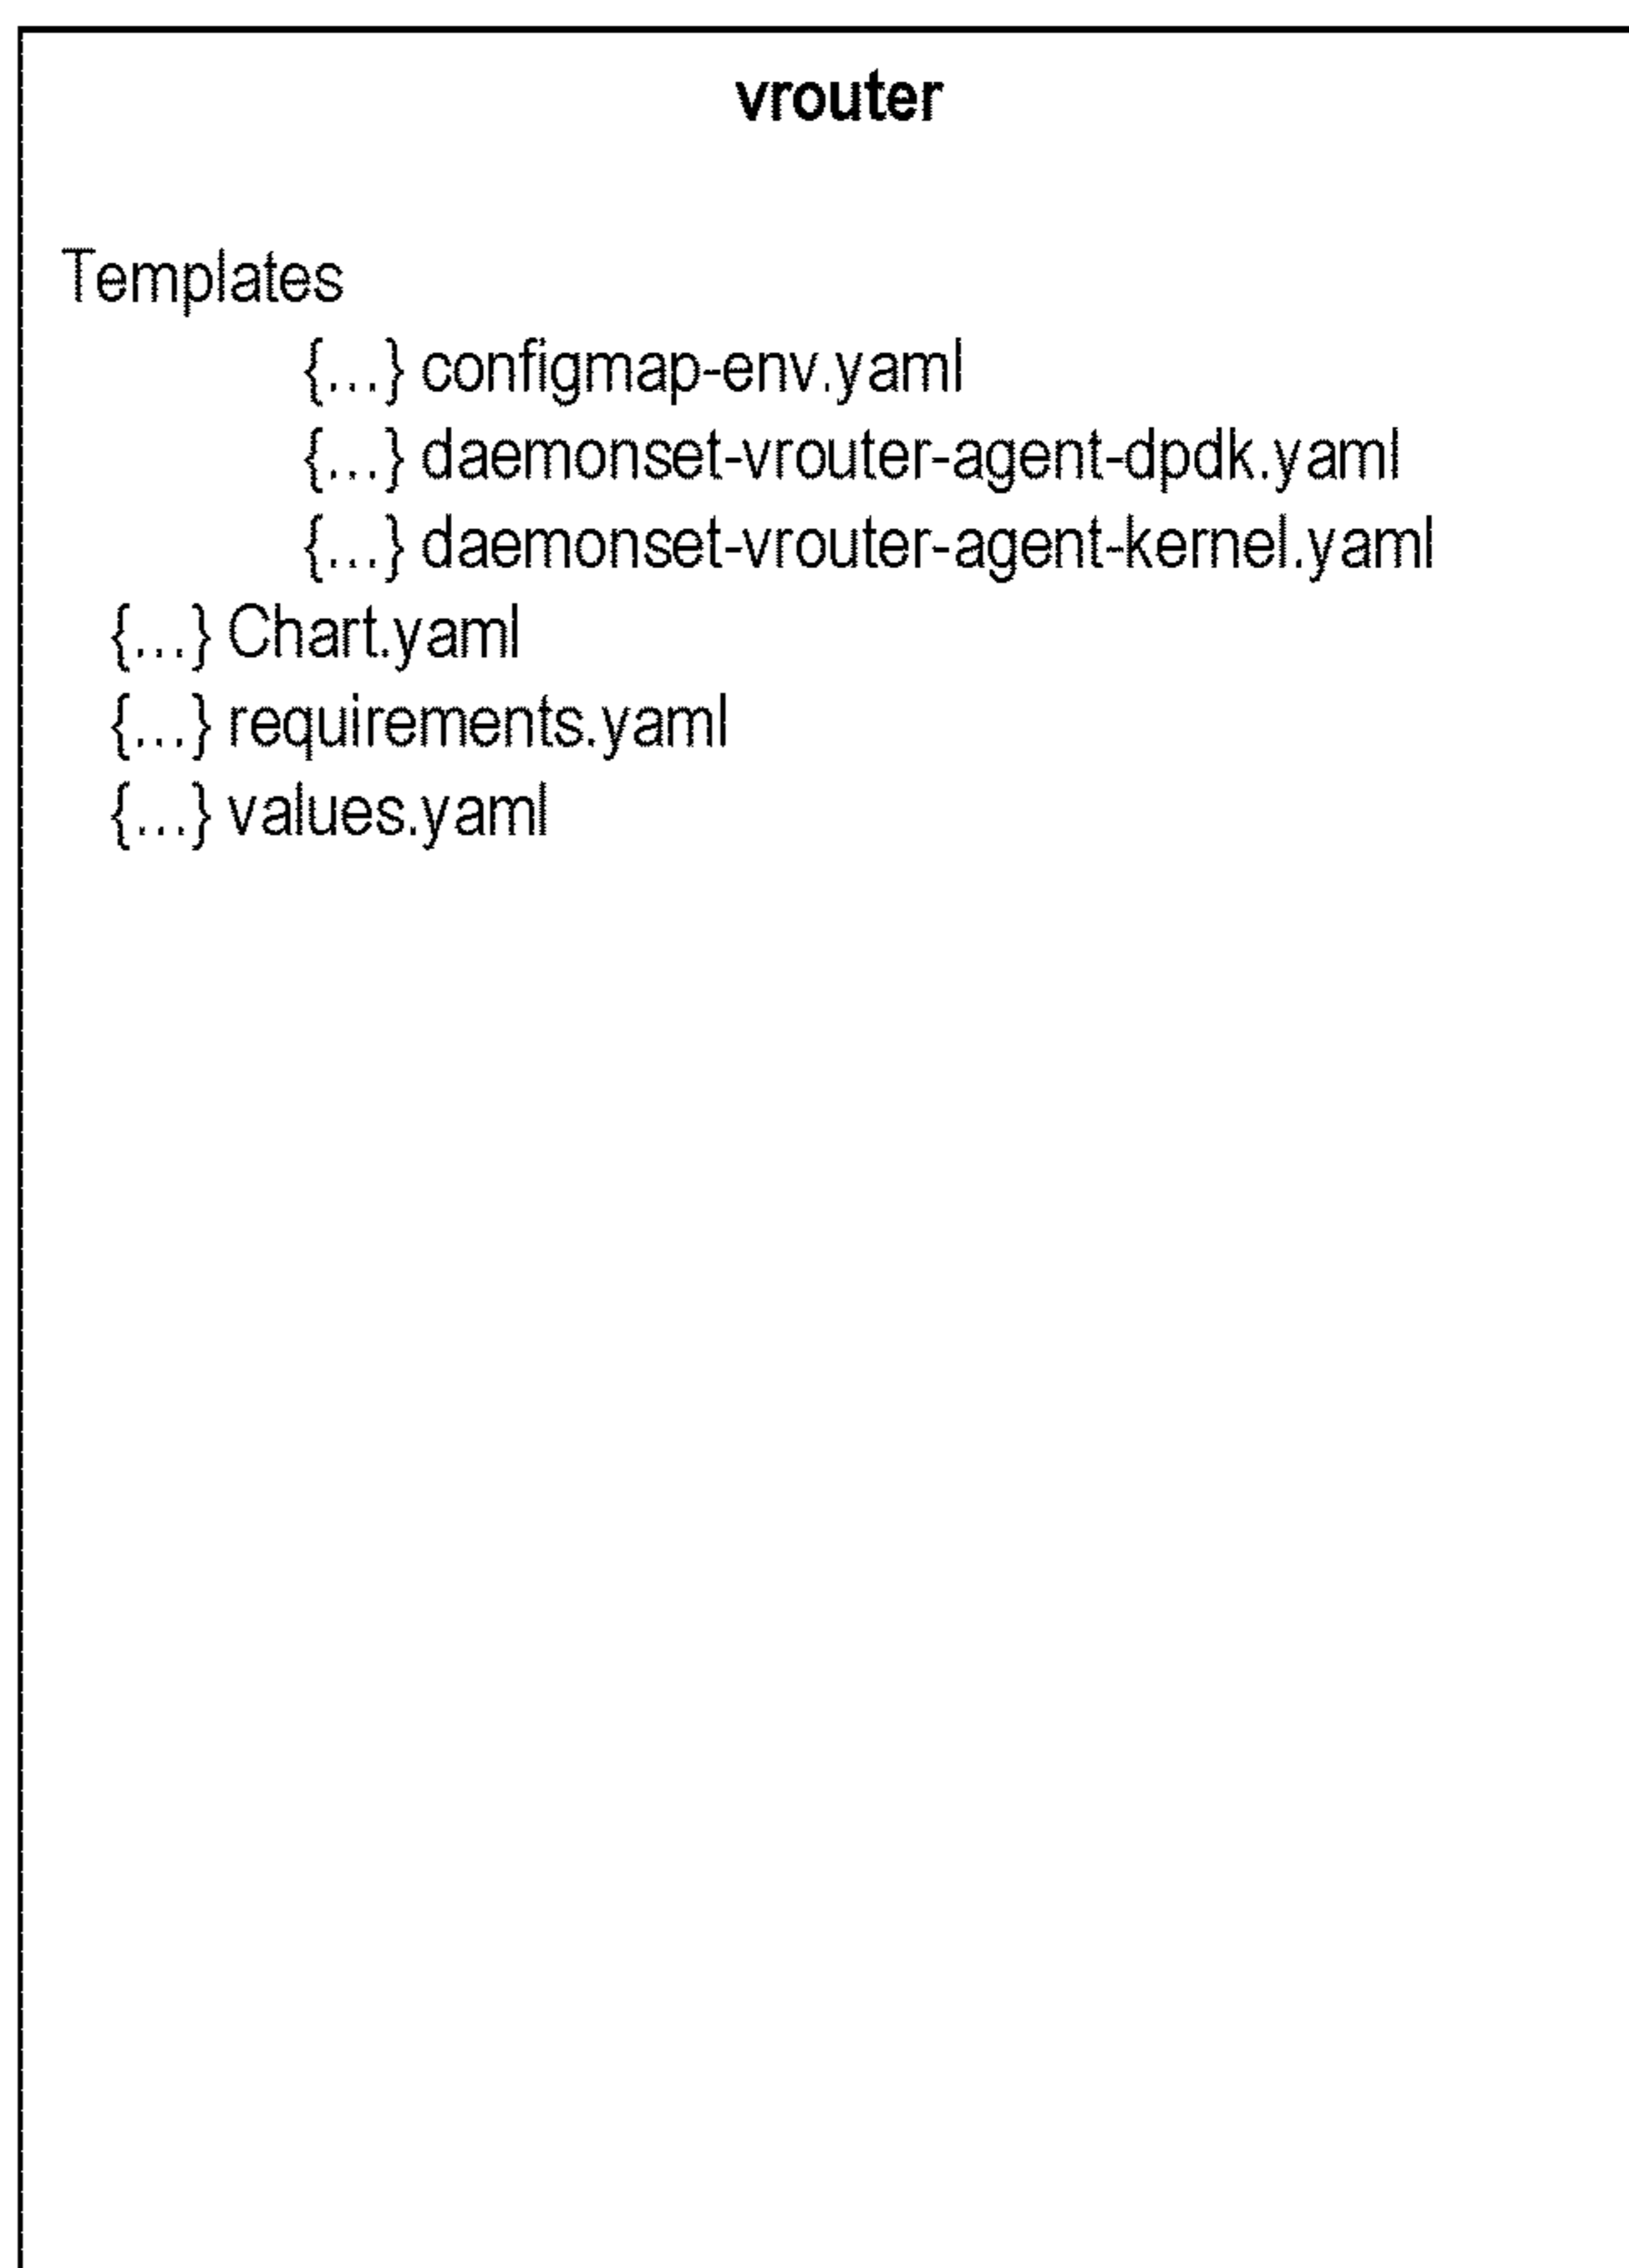 vrouter
Templates
{...} configmap-env.yaml
{...} daemonset-vrouter-agent-dpdk.yaml
{...} daemonset-vrouter-agent-kernel.yaml
{...} Chart.yaml
{...} requirements.yaml
{...} values.yaml